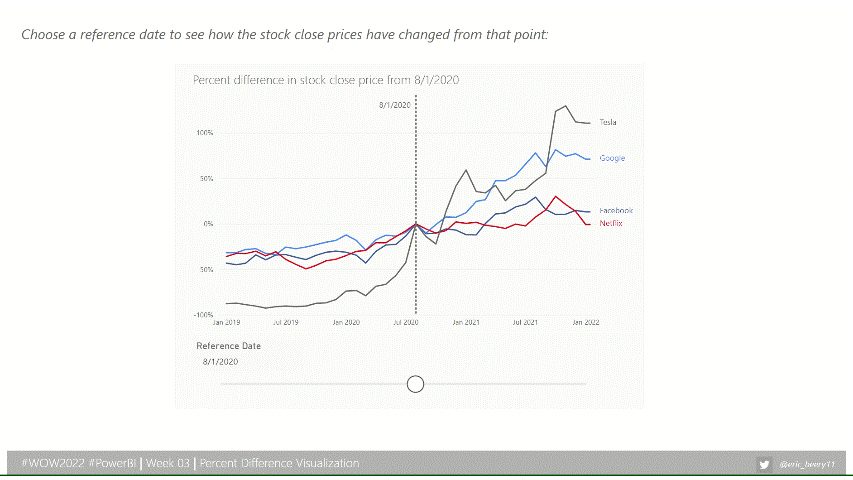 Choose a reference date to see how the stock close prices have changed from that point:
Percent difference in stock close price from 8/1/2020
8/1/2020
Tesla
100%
Google
50%
Facebook
0%
Netflix
50%
-100%
Jan 2019 Jul 2019 Jan 2020 Jul 2020 Jan 2021 Jul 2021 Jan 2022
Reference Date
8/1/2020
#WOW2022 #PowerBI | Week 03 | Percent Difference Visualization @eric_beery11